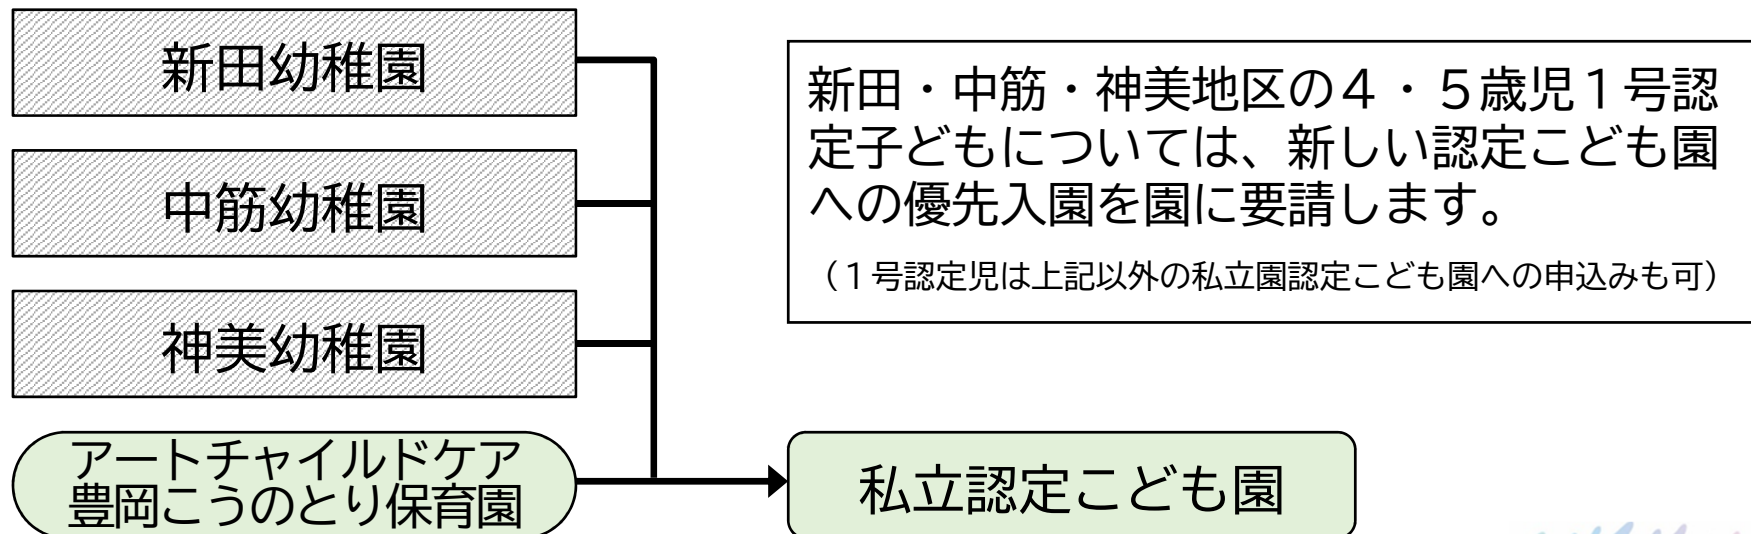 新田幼稚園
中筋幼稚園
神美幼稚園
アートチャイルドケア
豊岡こうのとり保育園
私立認定こども園
新田・中筋・神美地区の４・５歳児１号認
定子どもについては、新しい認定こども園
への優先入園を園に要請します。
（１号認定児は上記以外の私立園認定こども園への申込みも可）